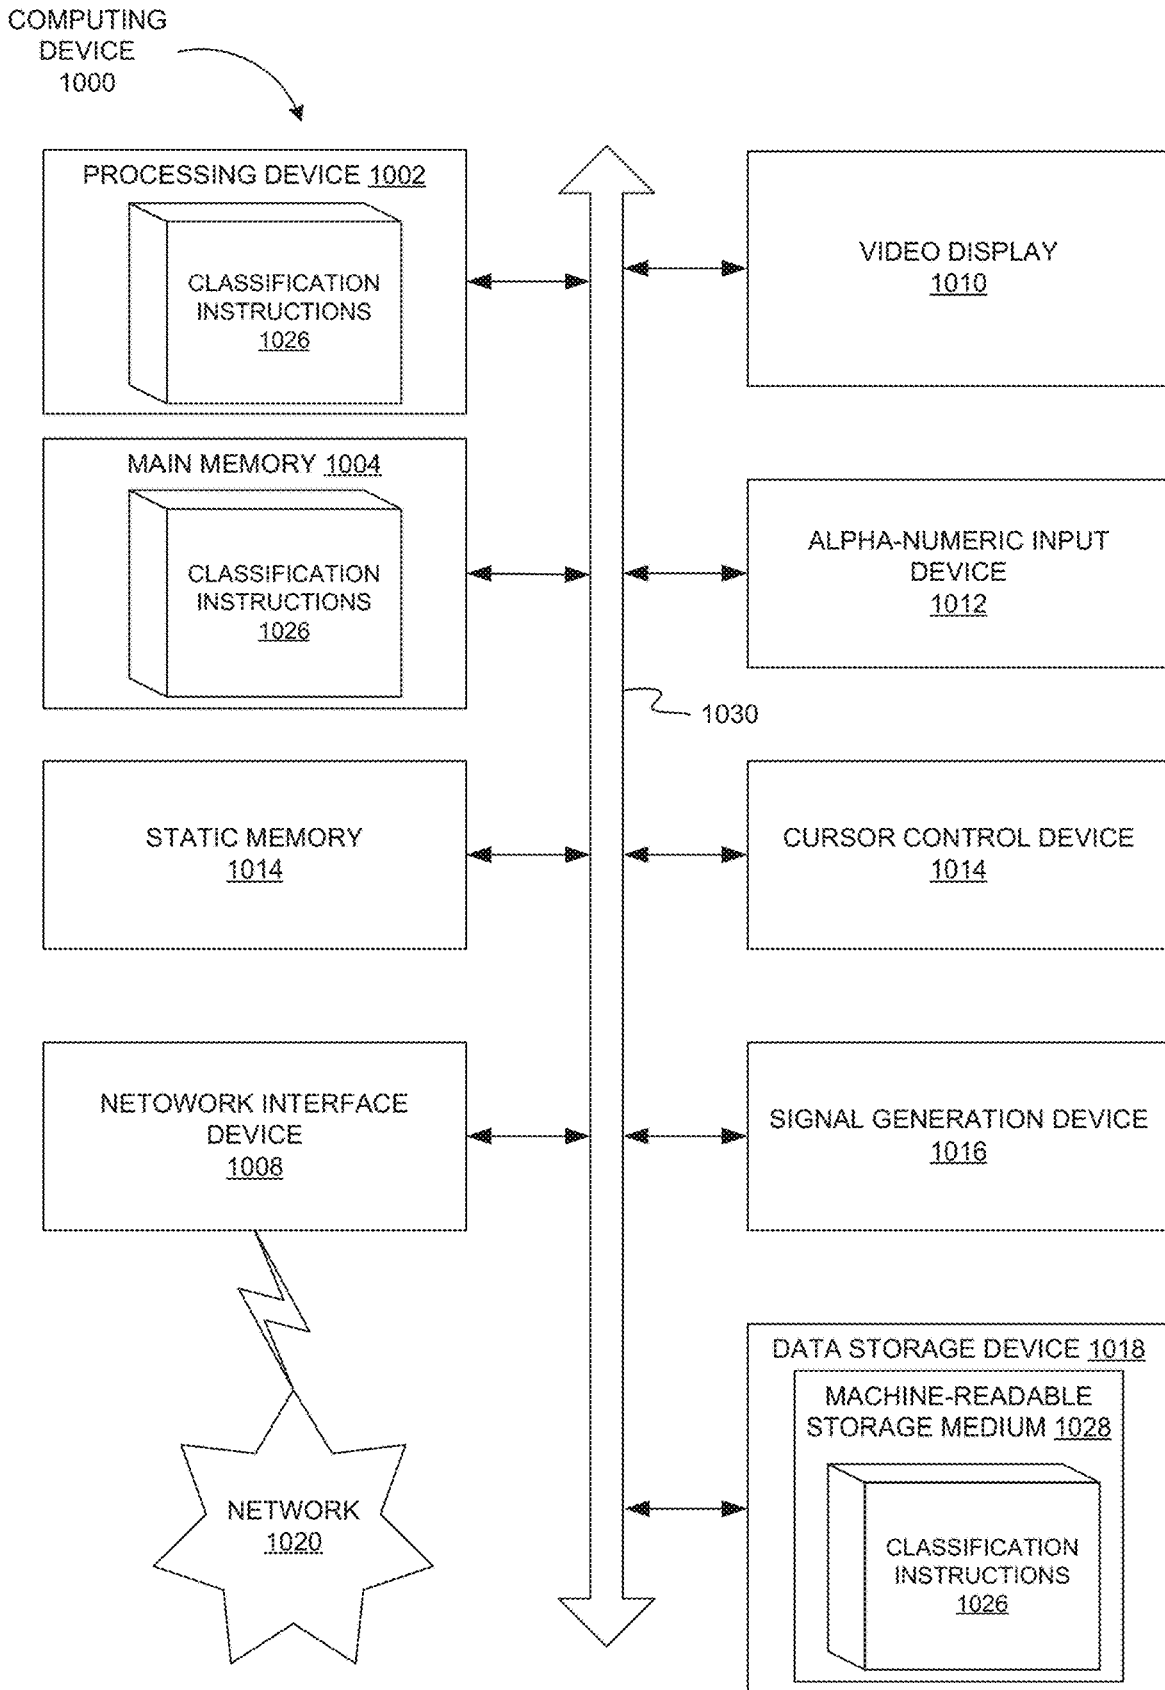 COMPUTING
DEVICE
1000
PROCESSING DEVICE 1002
CLASSIFICATION
INSTRUCTIONS
1026
MAIN MEMORY 1004
CLASSIFICATION
INSTRUCTIONS
1026
STATIC MEMORY
1014
NETOWORK INTERFACE
DEVICE
1008
NETWORK
1020
1030
VIDEO DISPLAY
1010
ALPHA-NUMERIC INPUT
DEVICE
1012
CURSOR CONTROL DEVICE
1014
SIGNAL GENERATION DEVICE
1016
DATA STORAGE DEVICE 1018
MACHINE-READABLE
STORAGE MEDIUM 1028
CLASSIFICATION
INSTRUCTIONS
1026